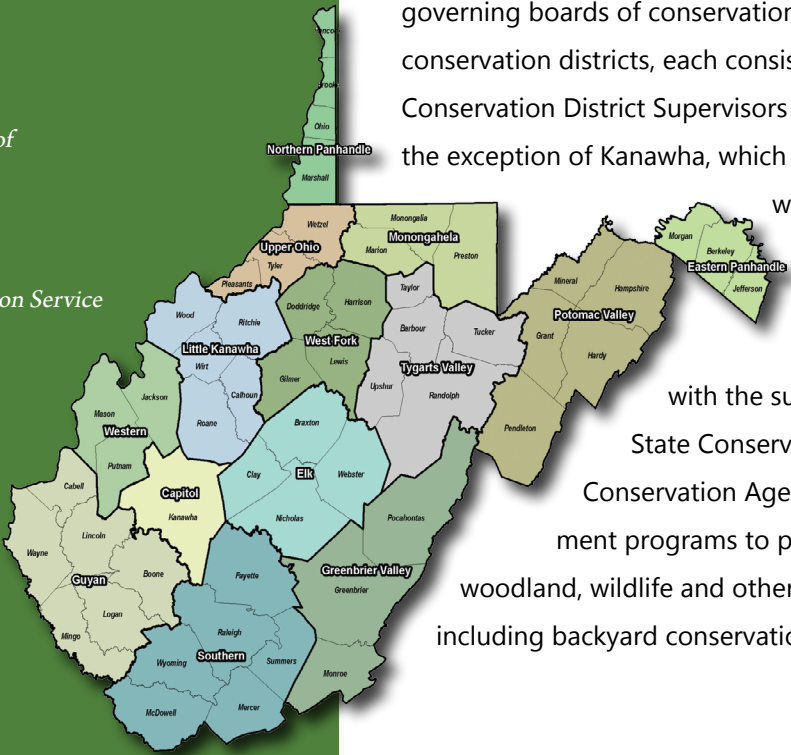 governing boards of conservation
conservation districts, each consis
Conservation District Supervisors
the exception of Kanawha, which
w
with the su
State Conserv
Conservation Age
ment programs to p
woodland, wildlife and other
including backyard conservatio
of
on Service
Ohio
Northern Panhandle
Marshall
Wetzel
Upper Ohio
Tyler
Pleasants
Monongalia
Monongahela
Marion
Preston
Morgan
Berkeley
Eastern Panhandle
Jefferson
Mineral
Hampshire
Potomac Valley
Grant
Hardy
Pendleton
Wood
Ritchie
Little Kanawha
Wirt
Calhoun
Roane
Doddridge
Harrison
West Fork
Lewis
Gilmer
Taylor
Barbour
Tucker
Tygarts Valley
Upshur
Randolph
Jackson
Mason
Western
Putnam
Capitol
Kanawha
Braxton
Clay
Elk
Webster
Nicholas
Pocahontas
Greenbrier Valley
Greenbrier
Monroe
Cabell
Lincoln
Wayne
Boone
Guyan
Logan
Mingo
Fayette
Raleigh
Southern
Summers
Wyoming
McDowell
Mercer